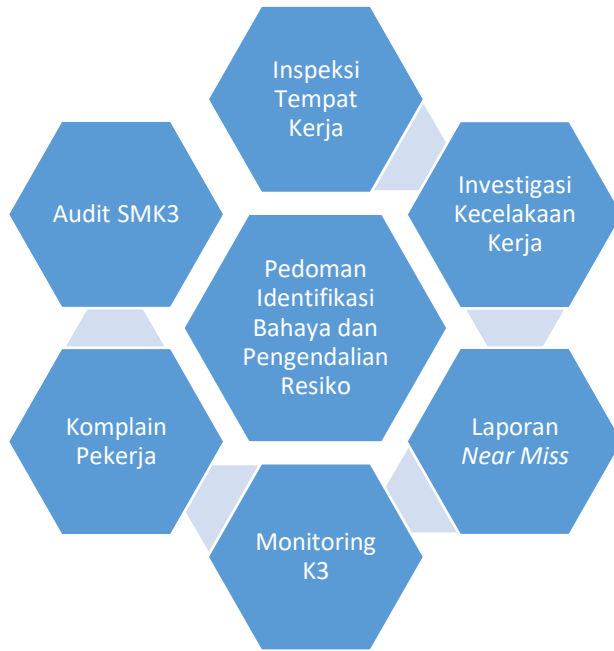 Inspeksi
Tempat
Kerja
Investigasi
Kecelakaan
Kerja
Laporan
Near Miss
Monitoring
K3
Komplain
Pekerja
Audit SMK3
Pedoman
Identifikasi
Bahaya dan
Pengendalian
Resiko